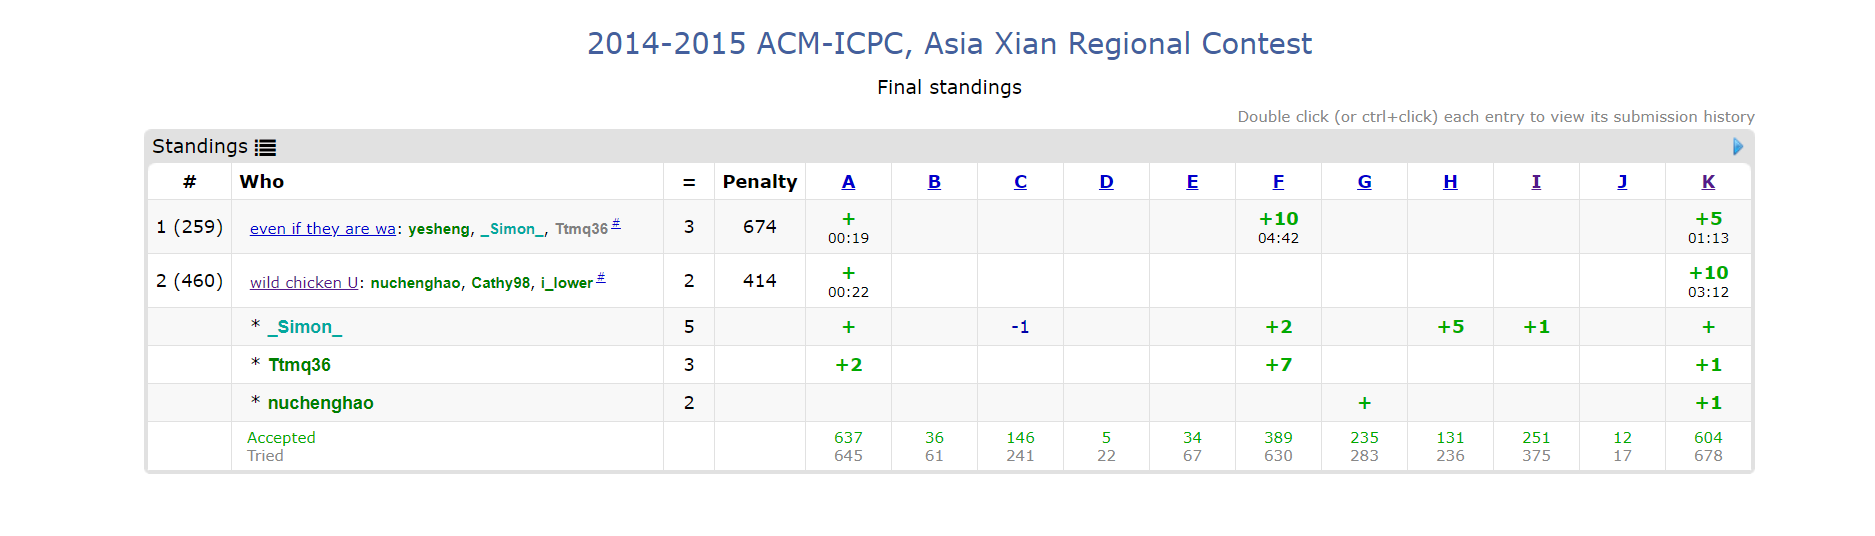 2014-2015 ACM-ICPC, Asia Xian Regional Contest
Final standings
Double click (or ctrl+click) each entry to view its submission history
Standings
# Who = Penalty A B C D E F G H I J K
1 (259) even if they are wa: yesheng, _Simon_, Ttmq36 # 3 674 + +10 +5
00:19 04:42 01:13
2 (460) wild chicken U: nuchenghao, Cathy98, i_lower # 2 414 + +10
00:22 03:12
* _Simon_ 5 + -1 +2 +5 +1 +
* Ttmq36 3 +2 +7 +1
* nuchenghao 2 + +1
Accepted 637 36 146 5 34 389 235 131 251 12 604
Tried 645 61 241 22 67 630 283 236 375 17 678